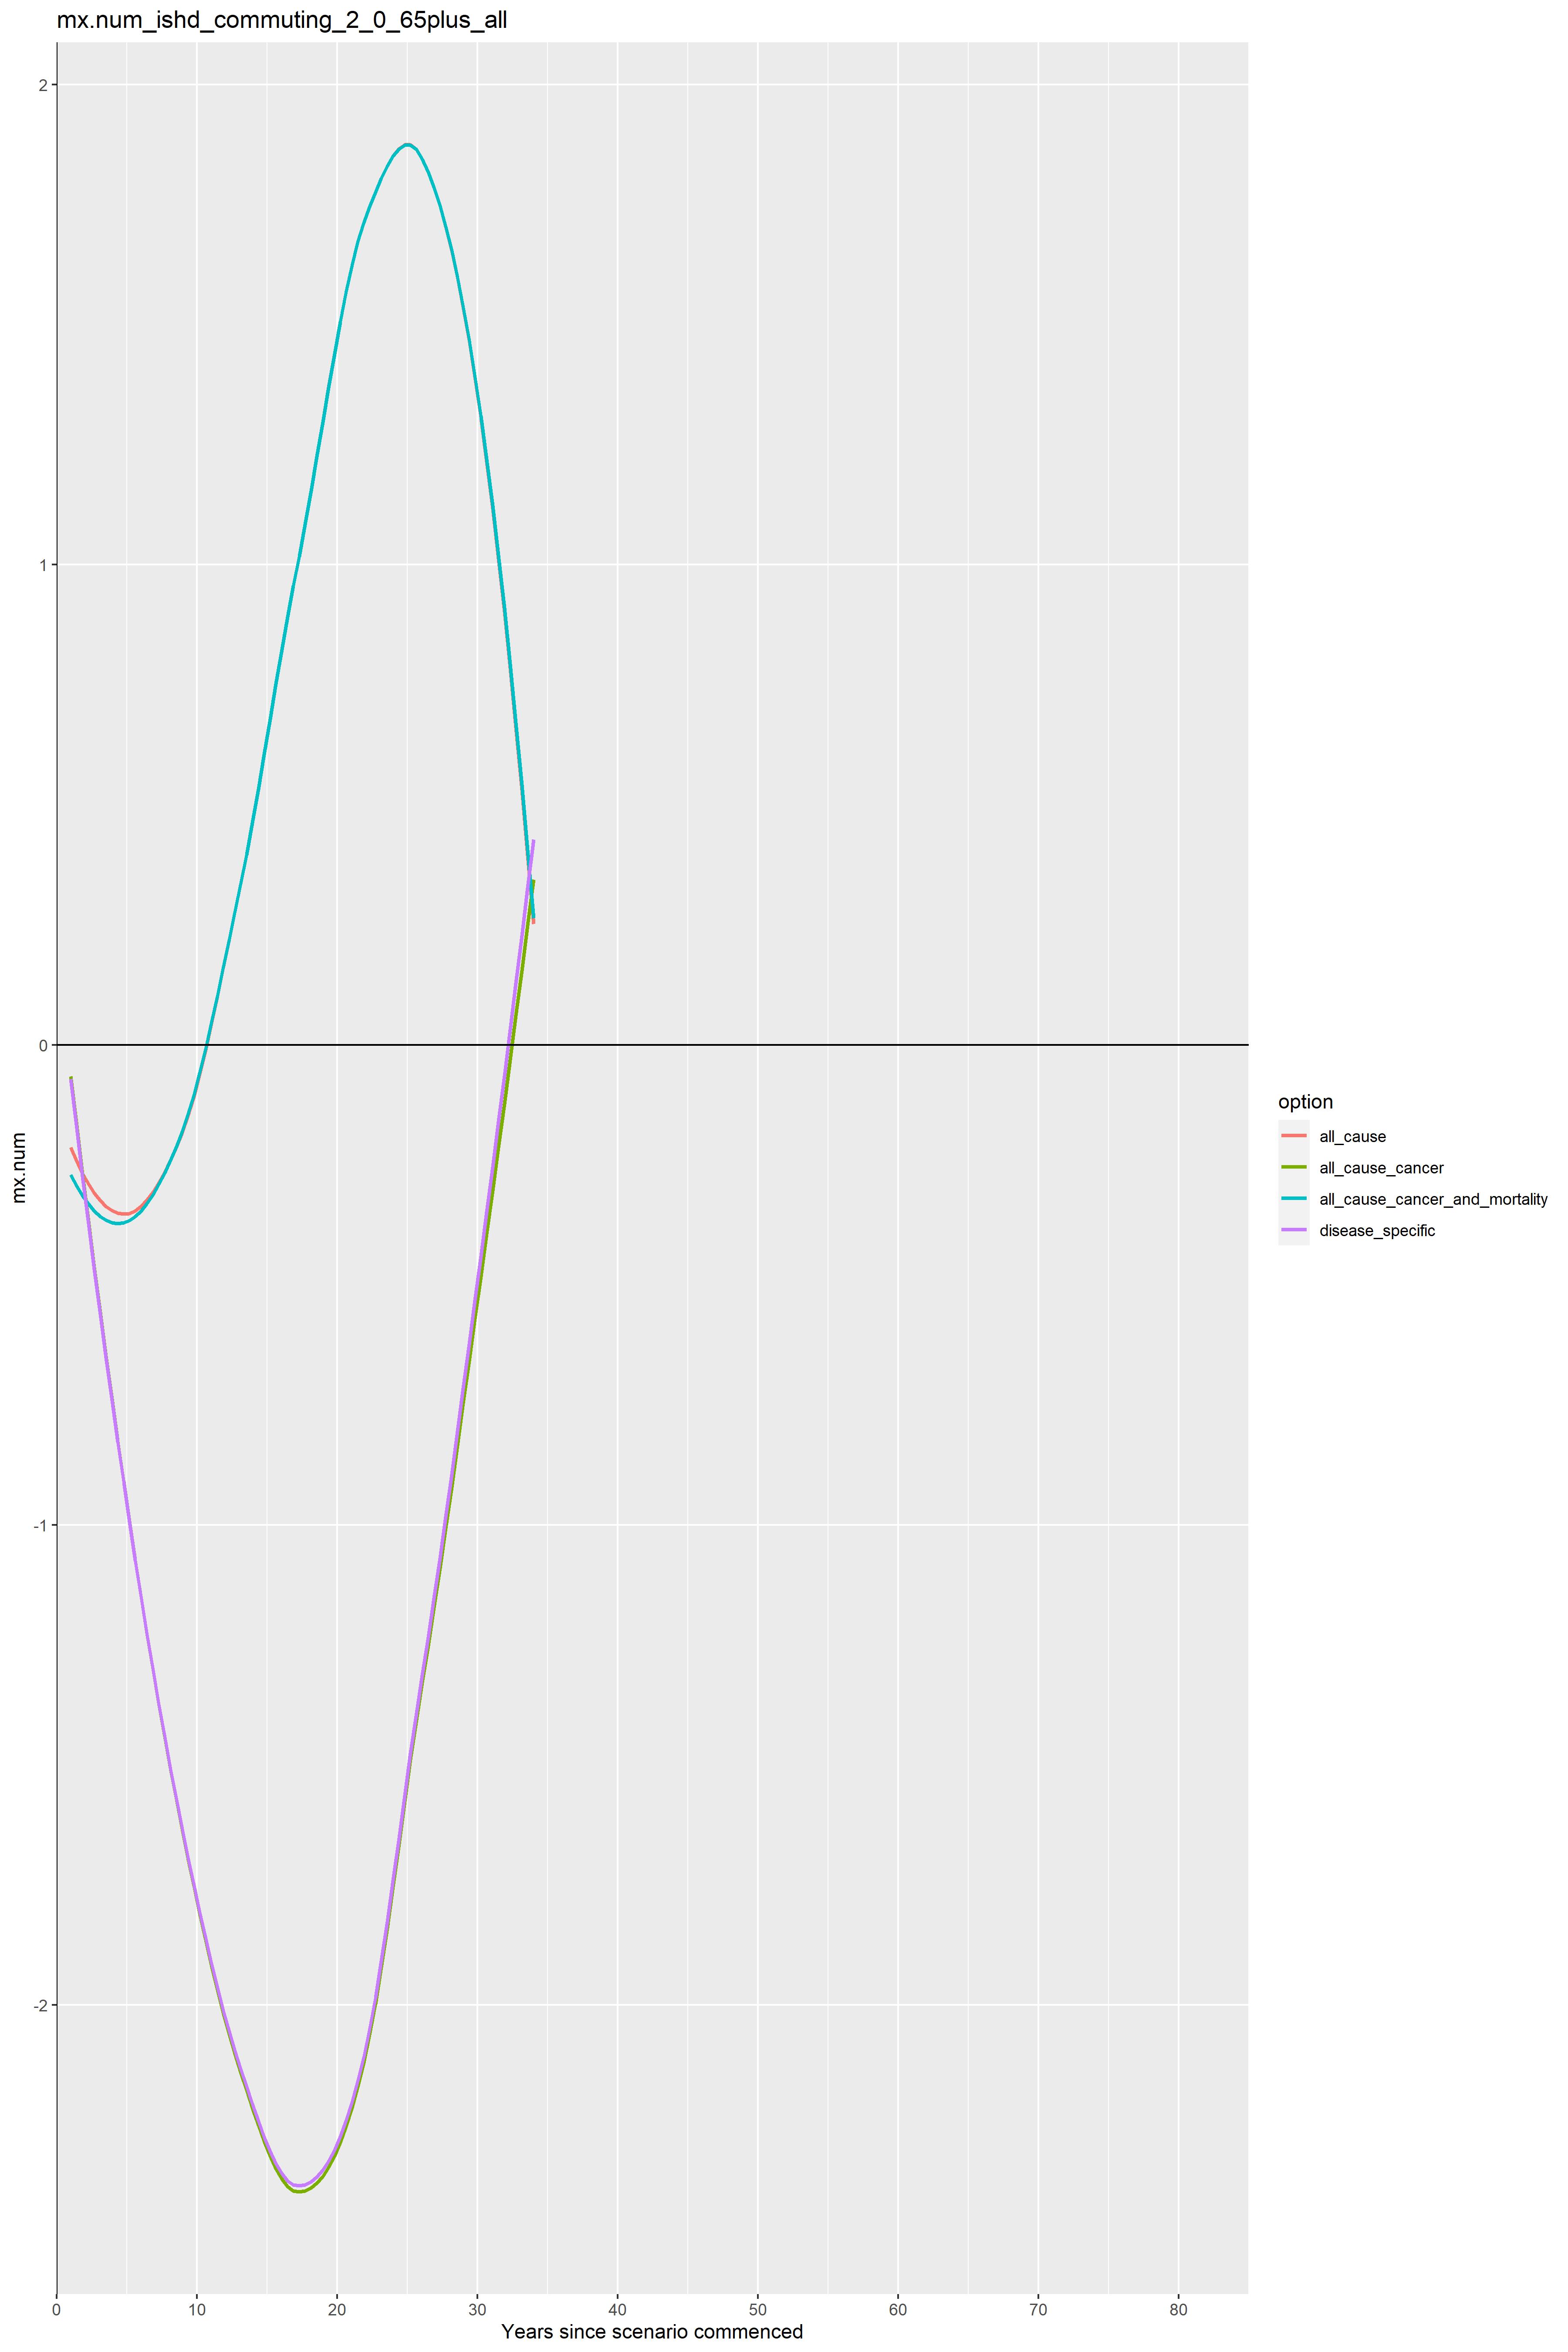 mx.num_ishd_commuting_2_0_65plus_all
2
1
0
-1
-2
mx.num
0 10 20 30 40 50 60 70 80
Years since scenario commenced
option
all_cause
all_cause_cancer
all_cause_cancer_and_mortality
disease_specific